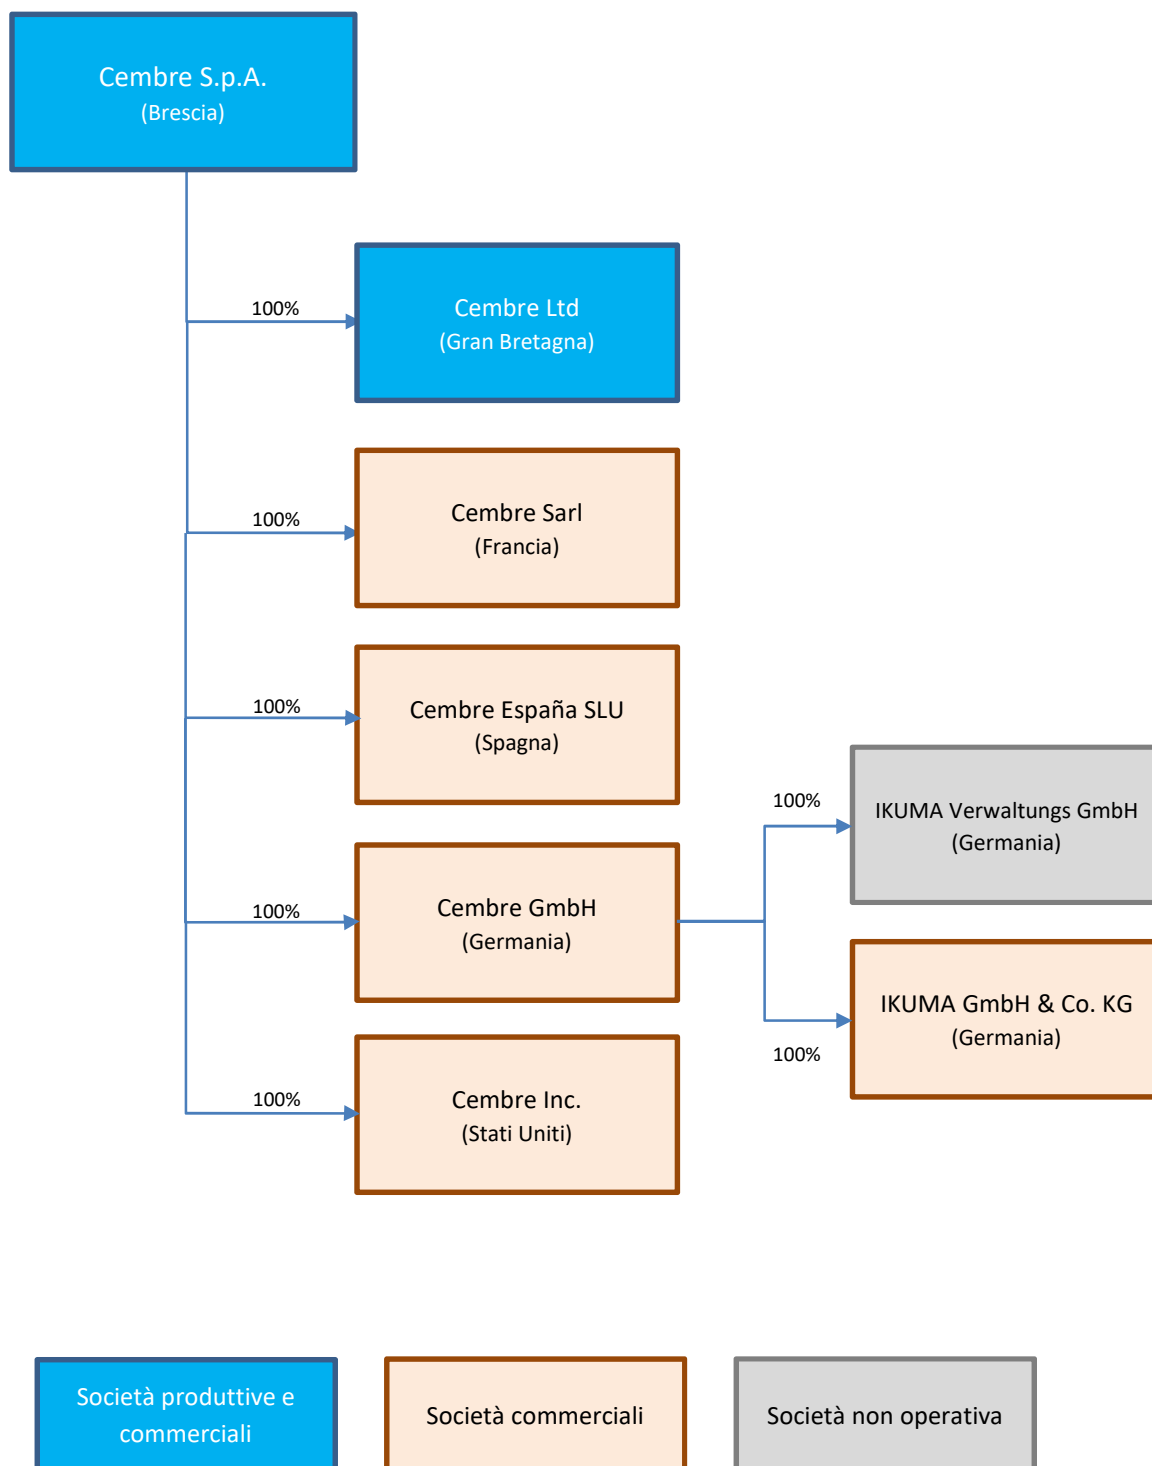 Cembre S.p.A.
(Brescia)
100%
Cembre Ltd
(Gran Bretagna)
100%
Cembre Sarl
(Francia)
100%
Cembre España SLU
(Spagna)
100%
IKUMA Verwaltungs GmbH
(Germania)
100%
Cembre GmbH
(Germania)
IKUMA GmbH & Co. KG
(Germania)
100%
100%
Cembre Inc.
(Stati Uniti)
Società produttive e
commerciali
Società commerciali
Società non operativa